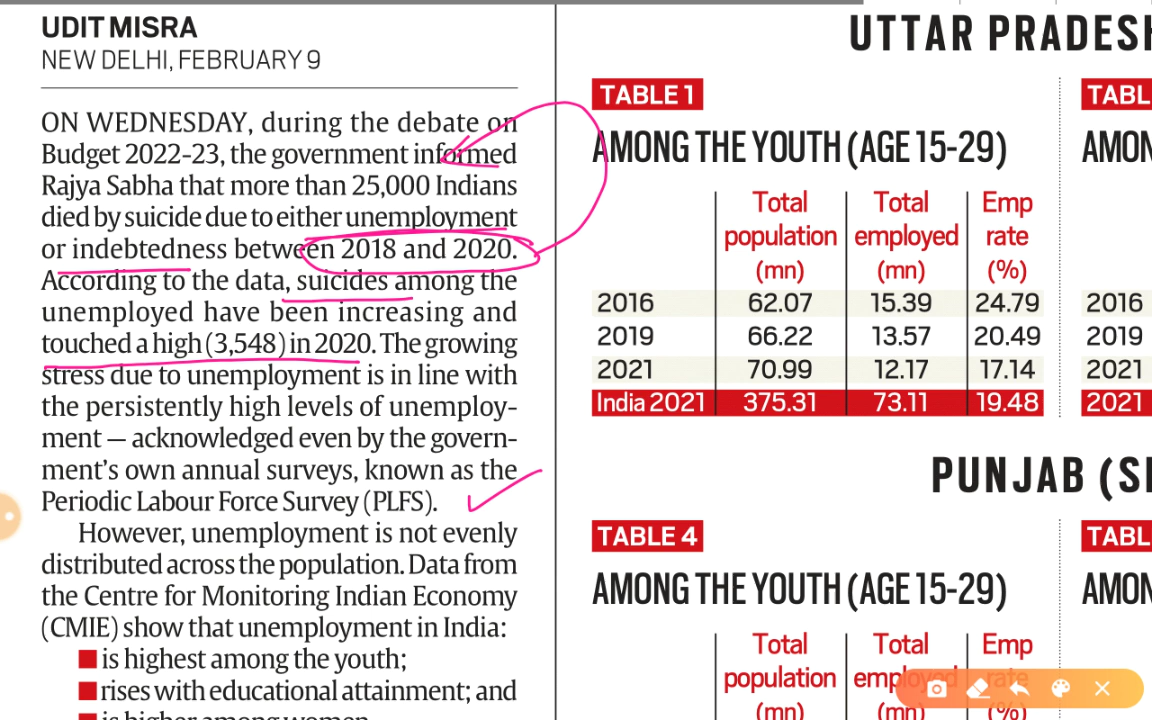 UDIT MISRA
NEW DELHI, FEBRUARY 9
ON WEDNESDAY, during the debate on
Budget 2022-23, the government informed
Rajya Sabha that more than 25,000 Indians
died by suicide due to either unemployment
or indebtedness between 2018 and 2020.
According to the data, suicides among the
unemployed have been increasing and
touched a high (3,548) in 2020. The growing
stress due to unemployment is in line with
the persistently high levels of unemploy-
ment — acknowledged even by the govern-
ment's own annual surveys, known as the
Periodic Labour Force Survey (PLFS).
However, unemployment is not evenly
distributed across the population. Data from
the Centre for Monitoring Indian Economy
(CMIE) show that unemployment in India:
■ is highest among the youth;
■ rises with educational attainment; and
■ is higher among women
UTTAR PRADESH
TABLE 1
AMONG THE YOUTH (AGE 15-29)
Total population (mn) Total employed (mn) Emp rate (%)
2016 62.07 15.39 24.79
2019 66.22 13.57 20.49
2021 70.99 12.17 17.14
India 2021 375.31 73.11 19.48
TABL
AMON
2016
2019
2021
2021
PUNJAB (S
TABLE 4
AMONG THE YOUTH (AGE 15-29)
Total population (mn) Total employed (mn) Emp rate (%)
TABL
AMON